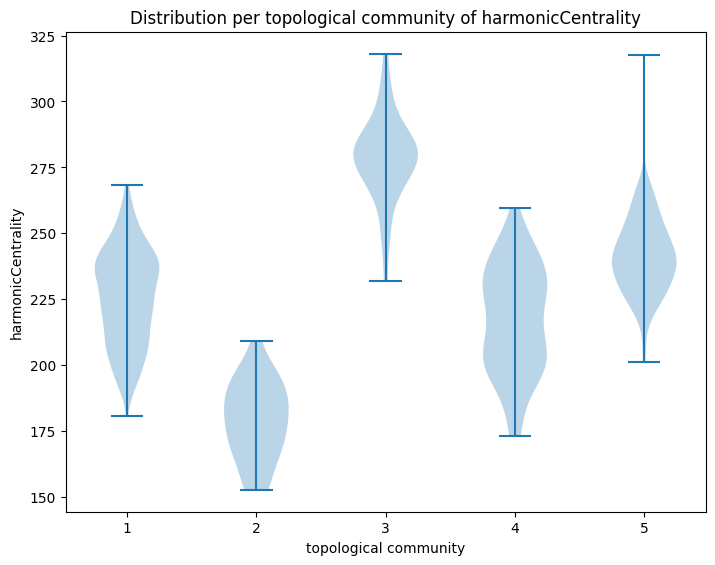 Distribution per topological community of harmonicCentrality
325
300
275
250
225
200
175
150
harmonicCentrality
1 2 3 4 5
topological community